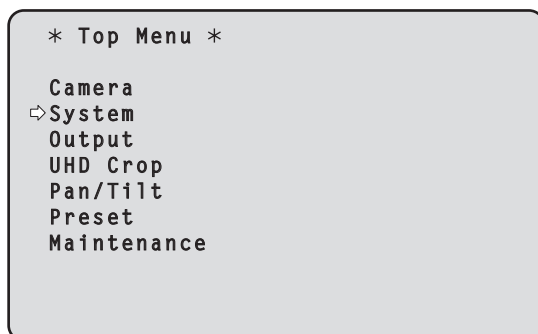 * Top Menu *
Camera
⇨System
Output
UHD Crop
Pan/Tilt
Preset
Maintenance